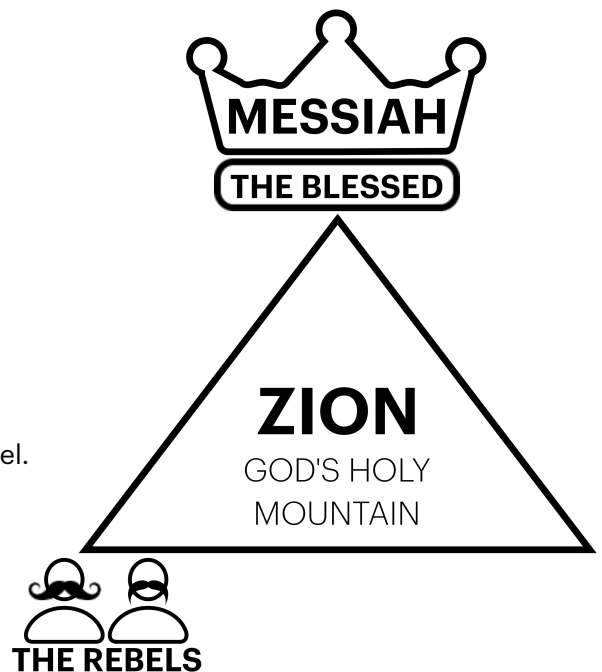 MESSIAH
THE BLESSED
ZION
GOD'S HOLY
MOUNTAIN
el.
THE REBELS